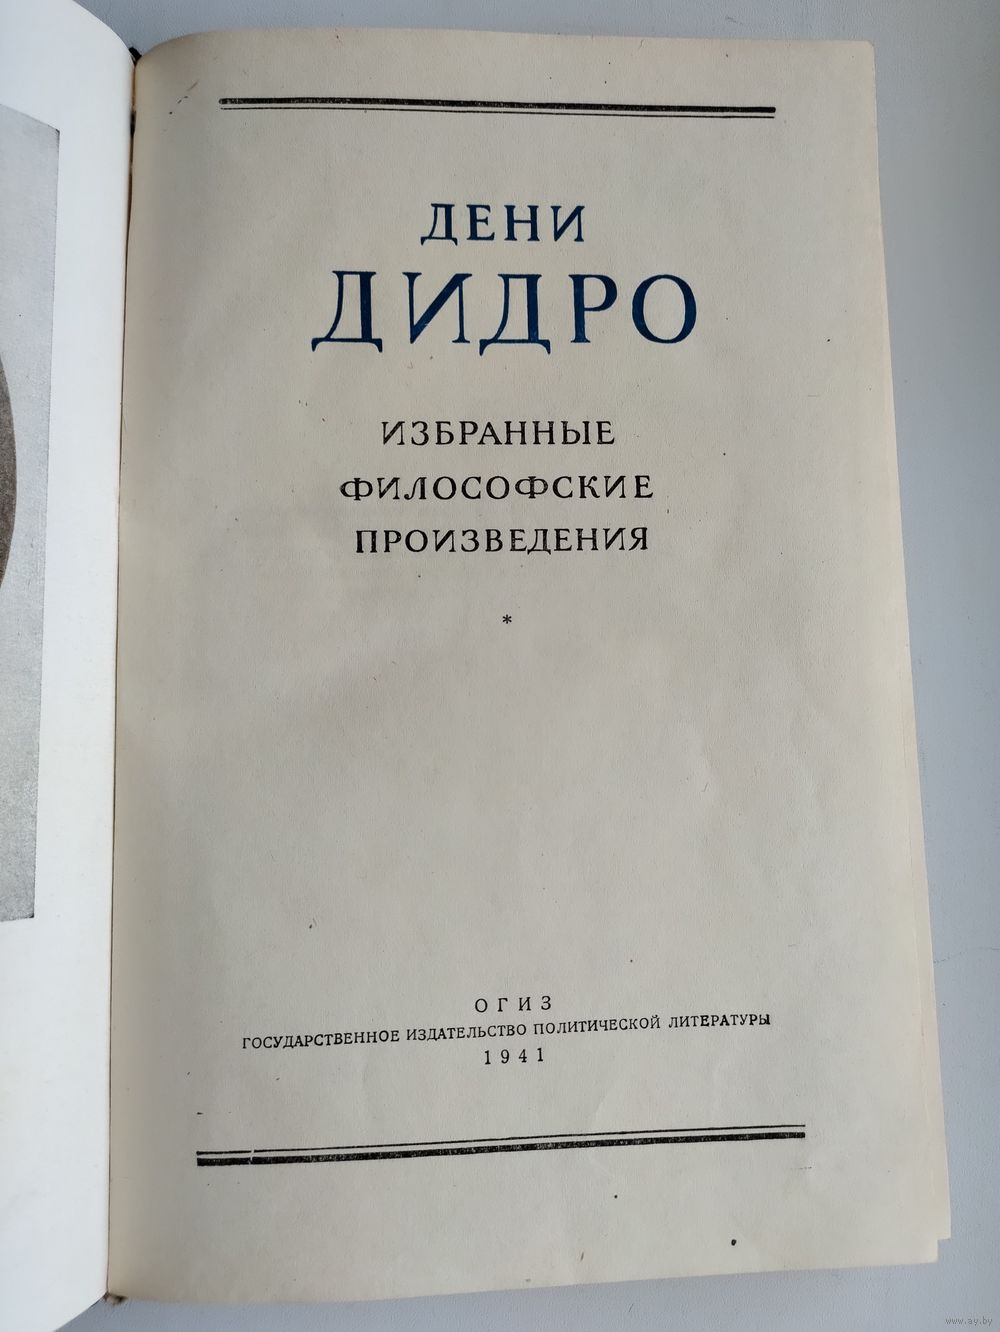 ДЕНИ
ДИДРО
ИЗБРАННЫЕ
ФИЛОСОФСКИЕ
ПРОИЗВЕДЕНИЯ
*
ОГИЗ
ГОСУДАРСТВЕННОЕ ИЗДАТЕЛЬСТВО ПОЛИТИЧЕСКОЙ ЛИТЕРАТУРЫ
1941
www.ay.by